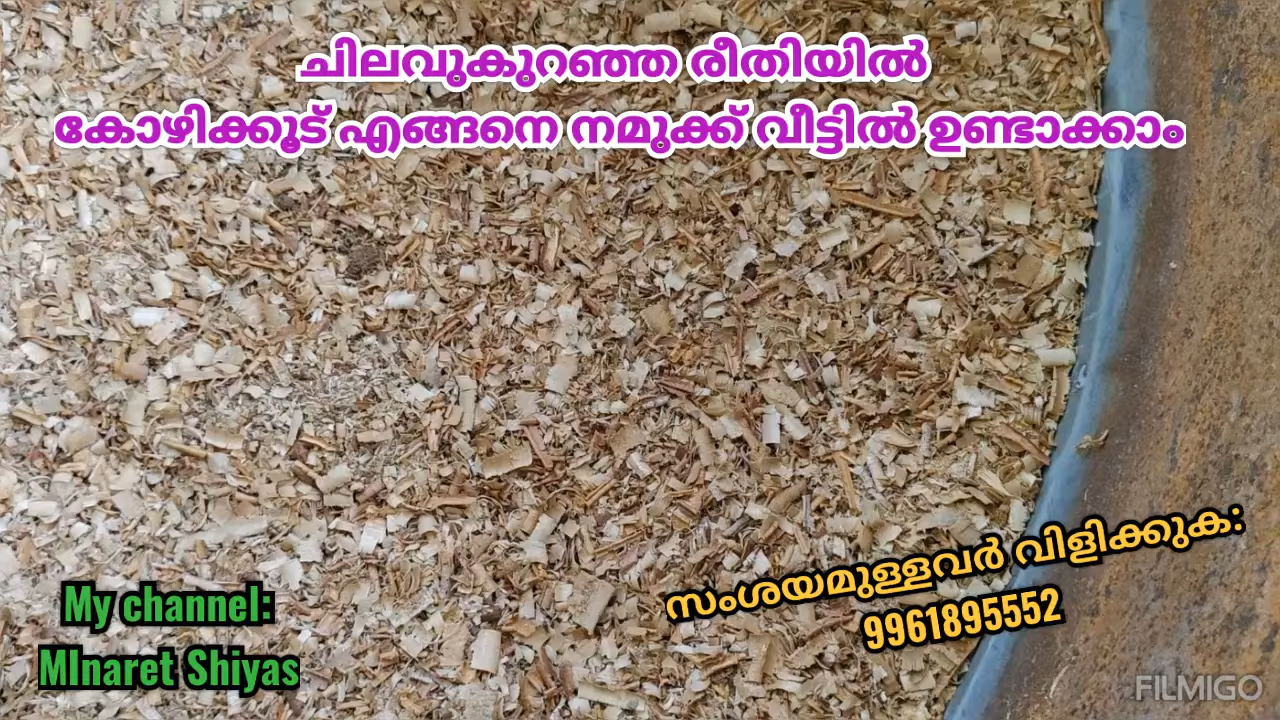 ചിലവുകുറഞ്ഞ രീതിയിൽ
കോഴിക്കൂട് എങ്ങനെ നമുക്ക് വീട്ടിൽ ഉണ്ടാക്കാം
സംശയമുള്ളവർ വിളിക്കുക:
9961895552
My channel:
MInaret Shiyas
FILMIGO